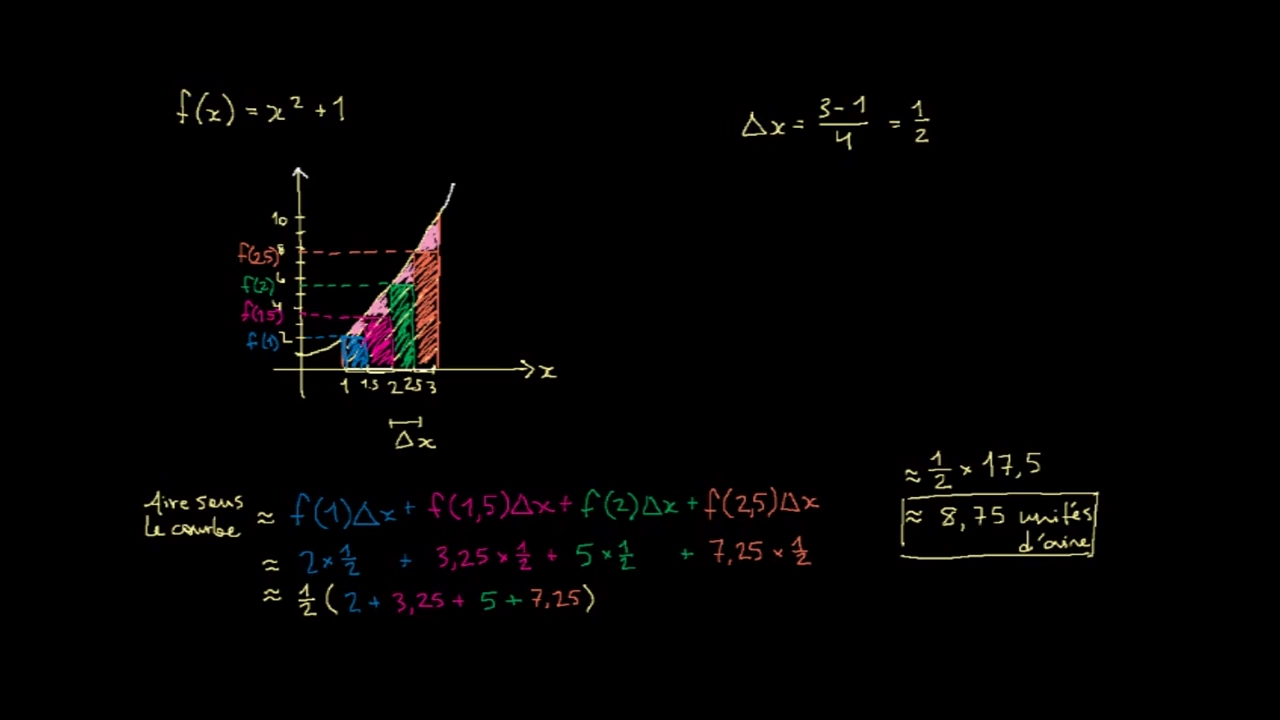 f(x) = x² + 1
Δx = (3-1)/4 = 1/2
10
f(2,5) 8
f(2) 6
f(1,5) 4
f(1) 2
x
1 1.5 2 2.5 3
Δx
Aire sous la courbe ≈ f(1)Δx + f(1,5)Δx + f(2)Δx + f(2,5)Δx
≈ 2 × 1/2 + 3,25 × 1/2 + 5 × 1/2 + 7,25 × 1/2
≈ 1/2 (2 + 3,25 + 5 + 7,25)
≈ 1/2 × 17,5
≈ 8,75 unités
d'aire